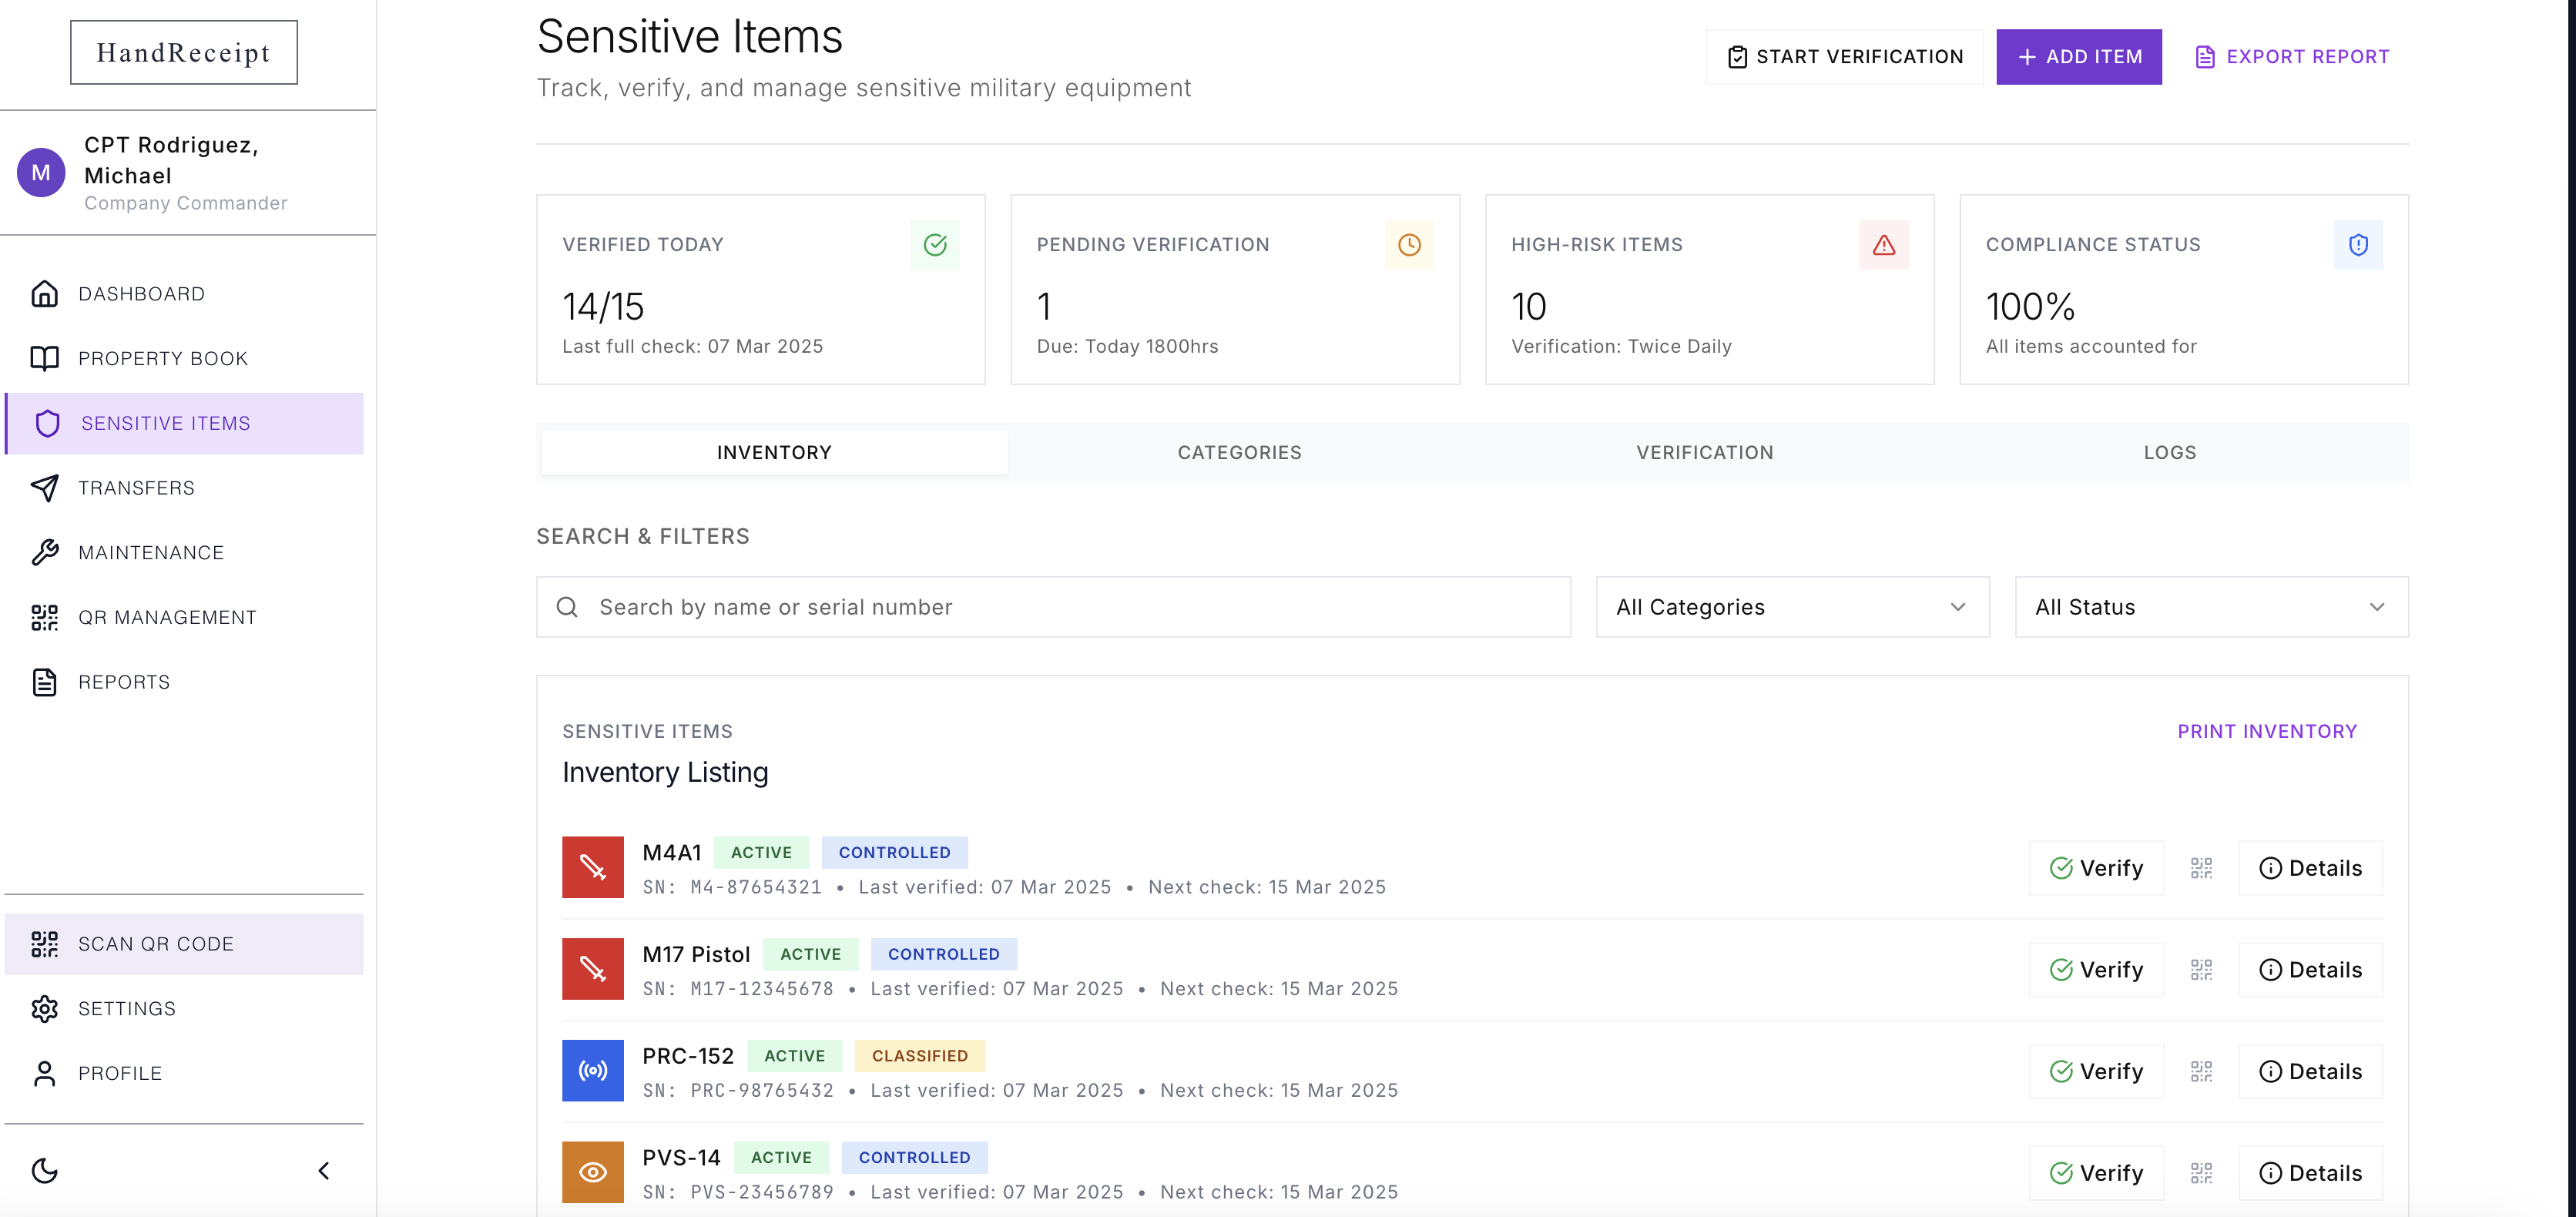 HandReceipt
M
CPT Rodriguez,
Michael
Company Commander
DASHBOARD
PROPERTY BOOK
SENSITIVE ITEMS
TRANSFERS
MAINTENANCE
QR MANAGEMENT
REPORTS
SCAN QR CODE
SETTINGS
PROFILE
Sensitive Items
Track, verify, and manage sensitive military equipment
START VERIFICATION
ADD ITEM
EXPORT REPORT
VERIFIED TODAY
14/15
Last full check: 07 Mar 2025
PENDING VERIFICATION
1
Due: Today 1800hrs
HIGH-RISK ITEMS
10
Verification: Twice Daily
COMPLIANCE STATUS
100%
All items accounted for
INVENTORY CATEGORIES VERIFICATION LOGS
SEARCH & FILTERS
Search by name or serial number
All Categories
All Status
SENSITIVE ITEMS
PRINT INVENTORY
Inventory Listing
M4A1 ACTIVE CONTROLLED
SN: M4-87654321 • Last verified: 07 Mar 2025 • Next check: 15 Mar 2025
Verify Details
M17 Pistol ACTIVE CONTROLLED
SN: M17-12345678 • Last verified: 07 Mar 2025 • Next check: 15 Mar 2025
Verify Details
PRC-152 ACTIVE CLASSIFIED
SN: PRC-98765432 • Last verified: 07 Mar 2025 • Next check: 15 Mar 2025
Verify Details
PVS-14 ACTIVE CONTROLLED
SN: PVS-23456789 • Last verified: 07 Mar 2025 • Next check: 15 Mar 2025
Verify Details